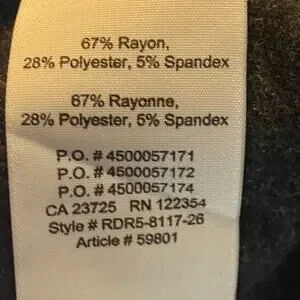 67% Rayon,
28% Polyester, 5% Spandex
67% Rayonne,
28% Polyester, 5% Spandex
P.O. # 4500057171
P.O. # 4500057172
P.O. # 4500057174
CA 23725 RN 122354
Style # RDR5-8117-26
Article # 59801